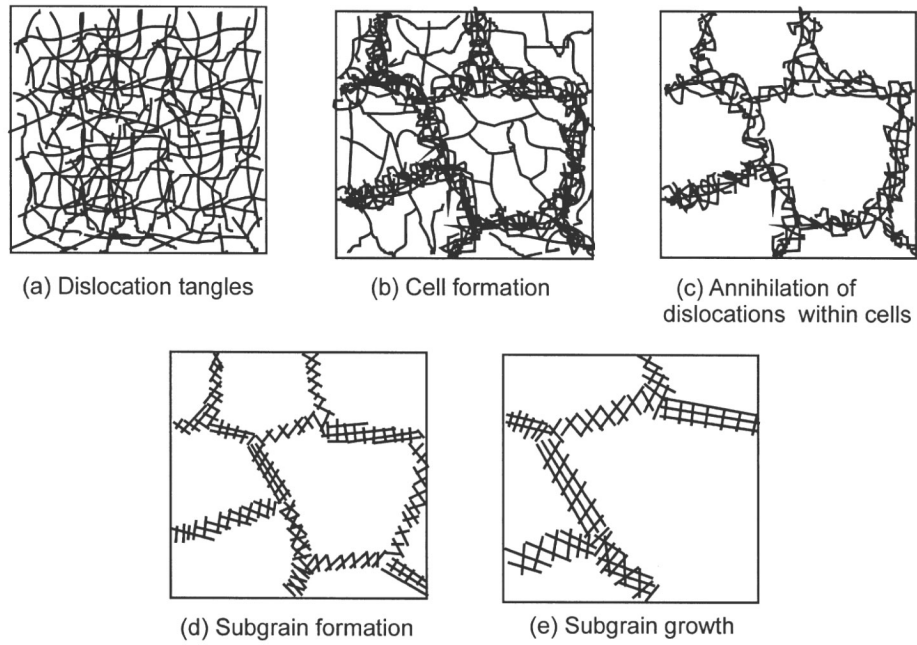 (a) Dislocation tangles
(b) Cell formation
(c) Annihilation of
dislocations within cells
(d) Subgrain formation
(e) Subgrain growth